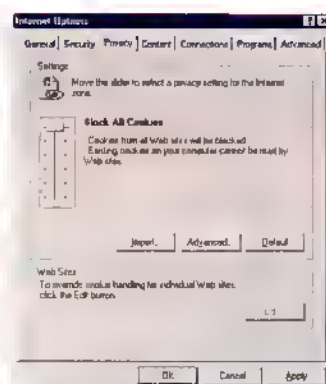 Internet Options
General Security Privacy Content Connections Programs Advanced
Settings
Move the slider to select a privacy setting for the Internet
zone.
Block All Cookies
Cookies from all Web sites will be blocked
Existing cookies on your computer cannot be read by
Web sites
Import... Advanced... Default
Web Sites
To override cookie handling for individual Web sites,
click the Edit button.
OK Cancel Apply